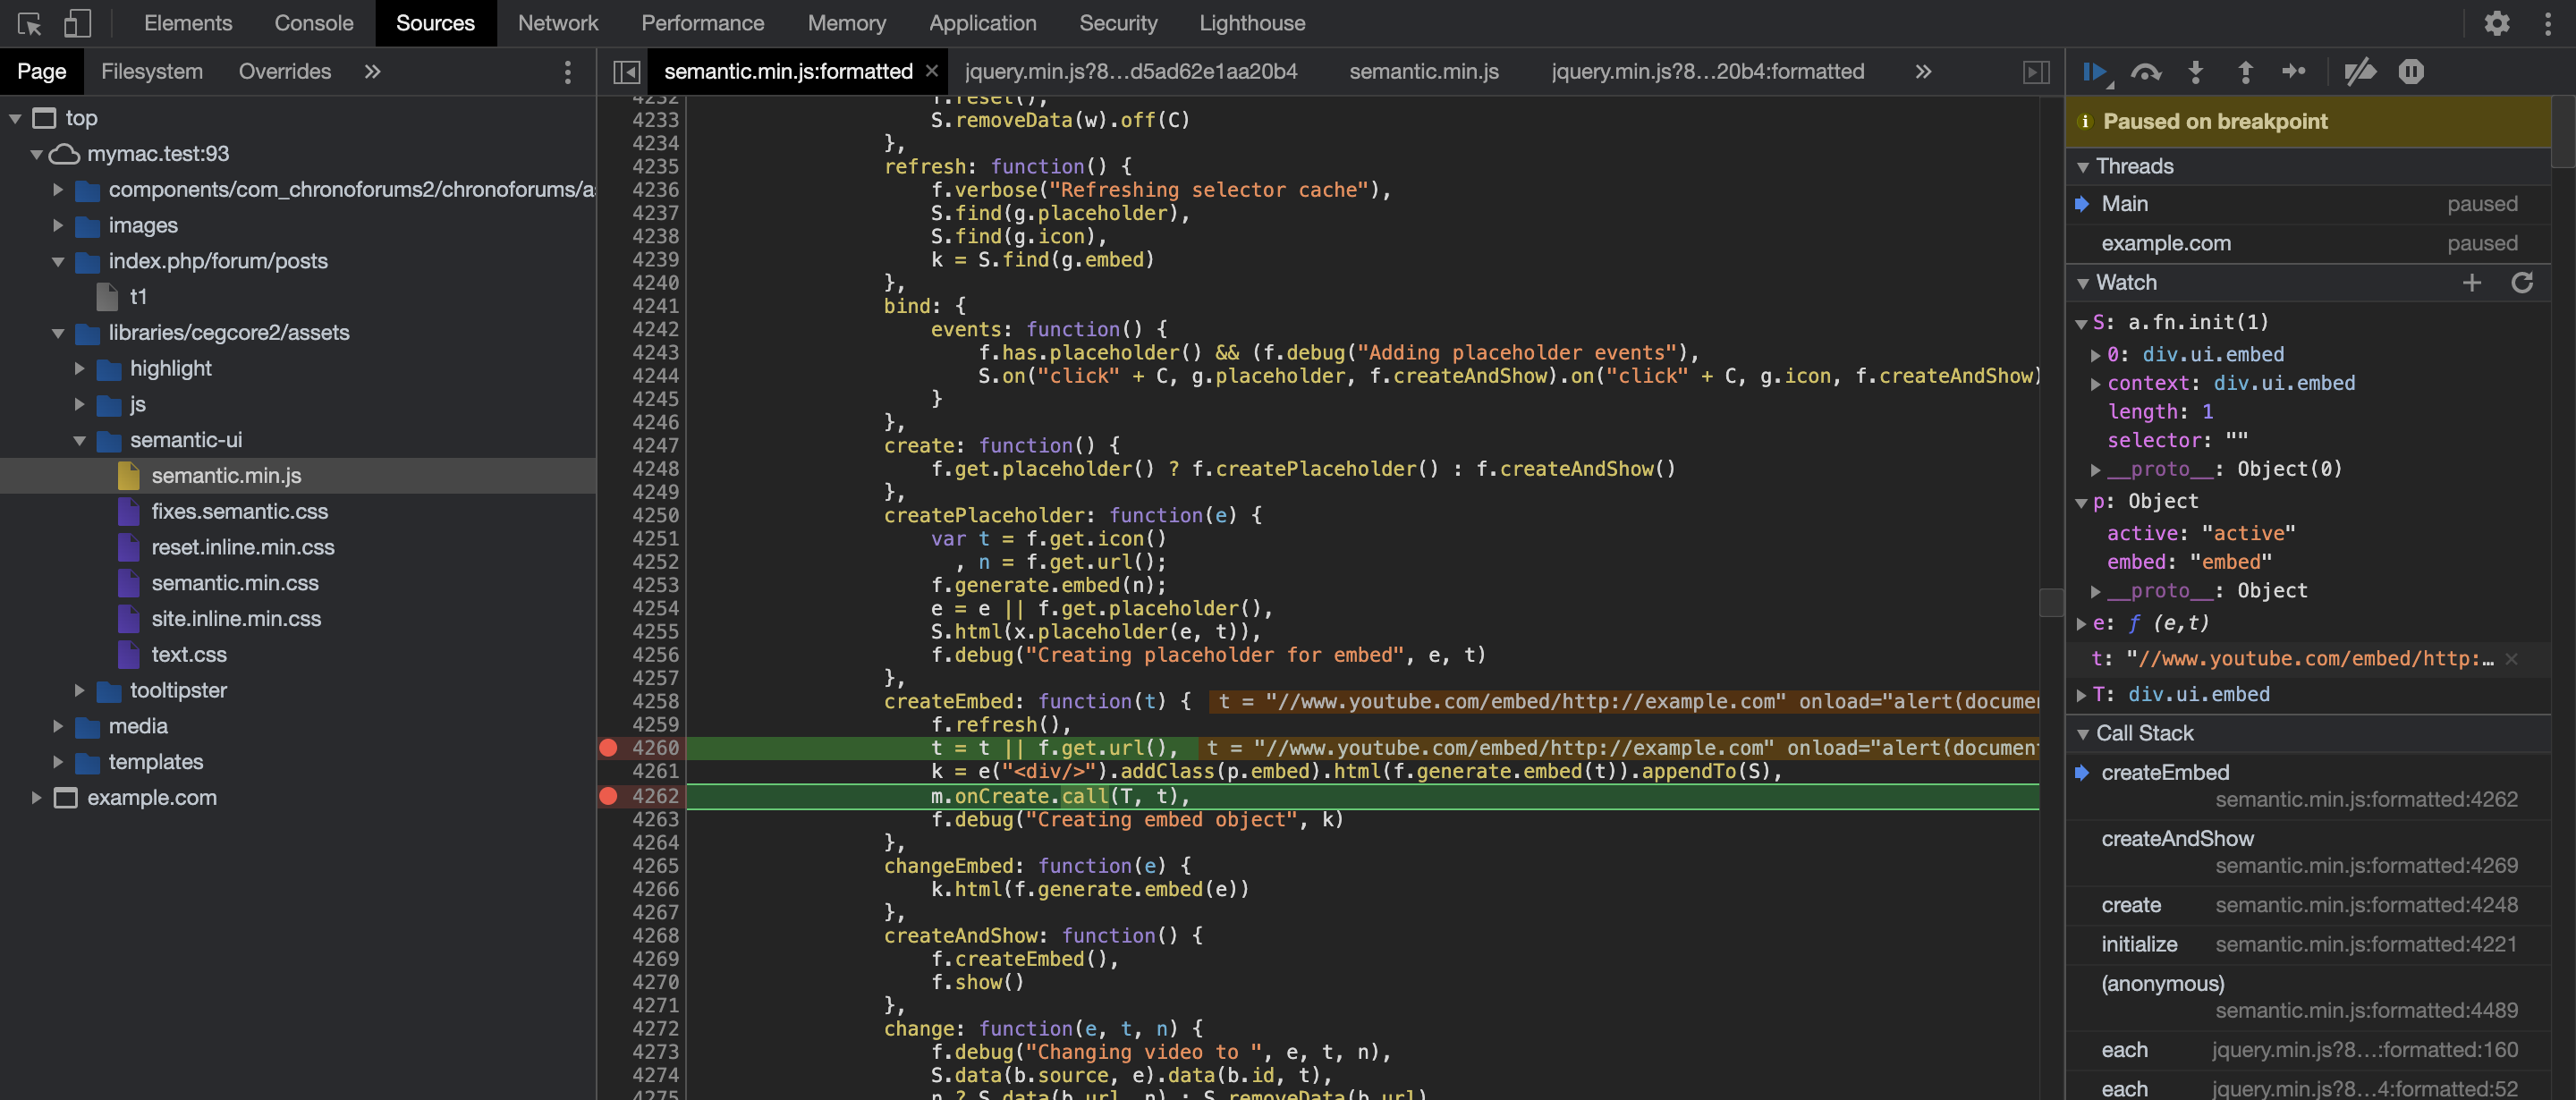 Elements Console Sources Network Performance Memory Application Security Lighthouse
Page Filesystem Overrides »
top
mymac.test:93
components/com_chronoforums2/chronoforums/as
images
index.php/forum/posts
t1
libraries/cegcore2/assets
highlight
js
semantic-ui
semantic.min.js
fixes.semantic.css
reset.inline.min.css
semantic.min.css
site.inline.min.css
text.css
tooltipster
media
templates
example.com
semantic.min.js:formatted × jquery.min.js?8…d5ad62e1aa20b4 semantic.min.js jquery.min.js?8…20b4:formatted »
4232 f.reset(),
4233 S.removeData(w).off(C)
4234 },
4235 refresh: function() {
4236 f.verbose("Refreshing selector cache"),
4237 S.find(g.placeholder),
4238 S.find(g.icon),
4239 k = S.find(g.embed)
4240 },
4241 bind: {
4242 events: function() {
4243 f.has.placeholder() && (f.debug("Adding placeholder events"),
4244 S.on("click" + C, g.placeholder, f.createAndShow).on("click" + C, g.icon, f.createAndShow)
4245 }
4246 },
4247 create: function() {
4248 f.get.placeholder() ? f.createPlaceholder() : f.createAndShow()
4249 },
4250 createPlaceholder: function(e) {
4251 var t = f.get.icon()
4252 , n = f.get.url();
4253 f.generate.embed(n);
4254 e = e || f.get.placeholder(),
4255 S.html(x.placeholder(e, t)),
4256 f.debug("Creating placeholder for embed", e, t)
4257 },
4258 createEmbed: function(t) { t = "//www.youtube.com/embed/http://example.com" onload="alert(documen
4259 f.refresh(),
4260 t = t || f.get.url(), t = "//www.youtube.com/embed/http://example.com" onload="alert(document
4261 k = e("<div/>").addClass(p.embed).html(f.generate.embed(t)).appendTo(S),
4262 m.onCreate.call(T, t),
4263 f.debug("Creating embed object", k)
4264 },
4265 changeEmbed: function(e) {
4266 k.html(f.generate.embed(e))
4267 },
4268 createAndShow: function() {
4269 f.createEmbed(),
4270 f.show()
4271 },
4272 change: function(e, t, n) {
4273 f.debug("Changing video to ", e, t, n),
4274 S.data(b.source, e).data(b.id, t),
4275 n ? S.data(b.url, n) : S.removeData(b.url)
Paused on breakpoint
Threads
Main paused
example.com paused
Watch
S: a.fn.init(1)
0: div.ui.embed
context: div.ui.embed
length: 1
selector: ""
__proto__: Object(0)
p: Object
active: "active"
embed: "embed"
__proto__: Object
e: ƒ (e,t)
t: "//www.youtube.com/embed/http:… ×
T: div.ui.embed
Call Stack
createEmbed
semantic.min.js:formatted:4262
createAndShow
semantic.min.js:formatted:4269
create semantic.min.js:formatted:4248
initialize semantic.min.js:formatted:4221
(anonymous)
semantic.min.js:formatted:4489
each jquery.min.js?8…:formatted:160
each jquery.min.js?8…4:formatted:52